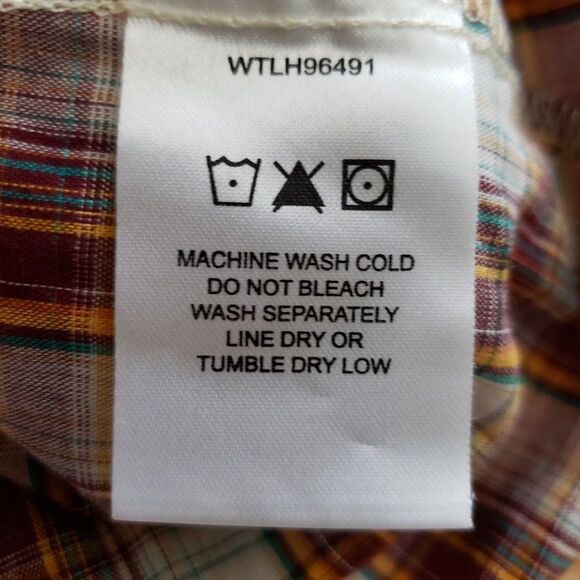 WTLH96491
MACHINE WASH COLD
DO NOT BLEACH
WASH SEPARATELY
LINE DRY OR
TUMBLE DRY LOW